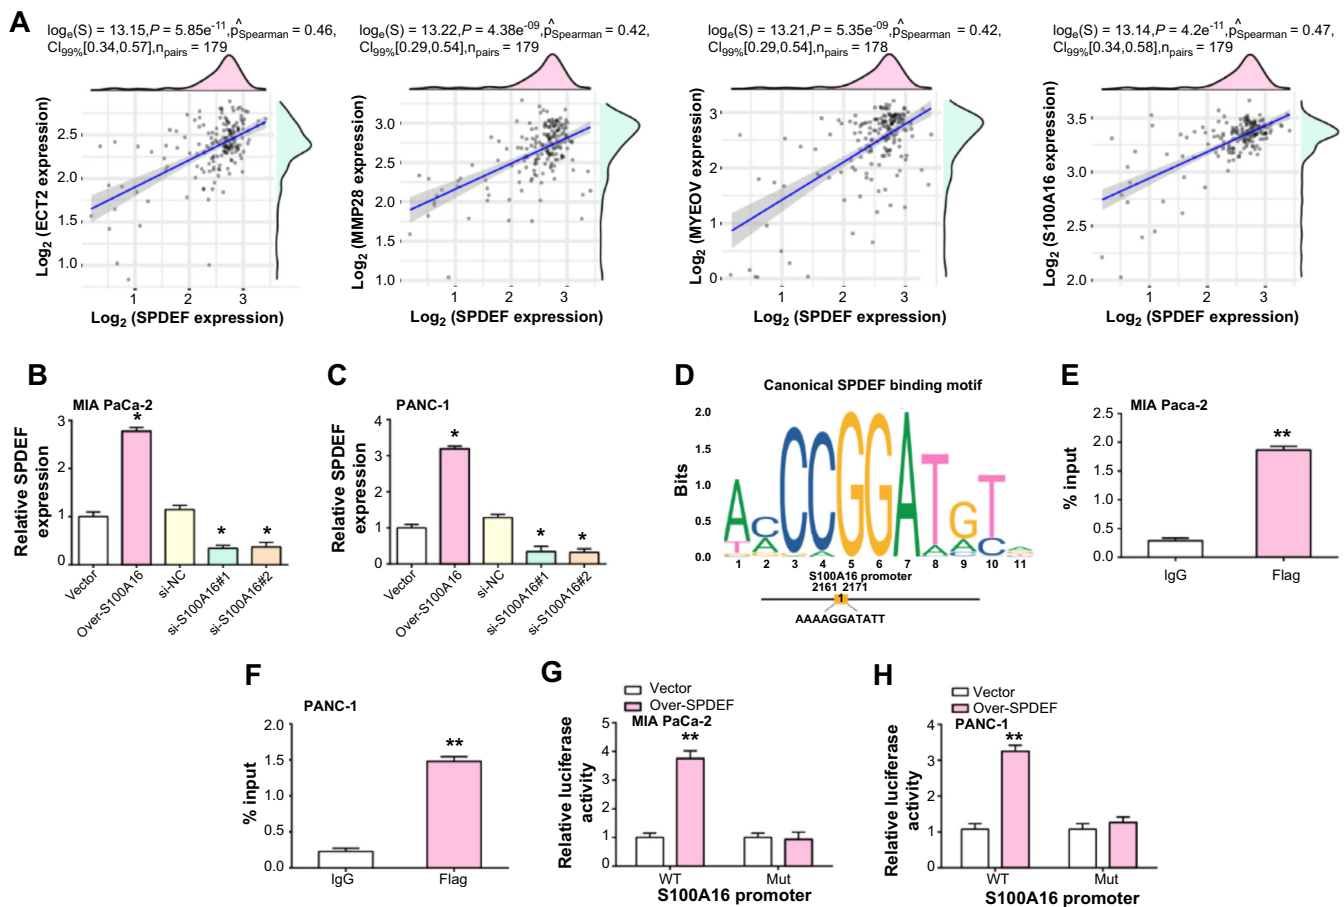 A
logₑ(S) = 13.15, P = 5.85e⁻¹¹, p̂Spearman = 0.46,
CI99%[0.34,0.57], npairs = 179
Log₂ (ECT2 expression)
2.5
2.0
1.5
1.0
1 2 3
Log₂ (SPDEF expression)
logₑ(S) = 13.22, P = 4.38e⁻⁰⁹, p̂Spearman = 0.42,
CI99%[0.29,0.54], npairs = 179
Log₂ (MMP28 expression)
3.0
2.5
2.0
1.5
1.0
1 2 3
Log₂ (SPDEF expression)
logₑ(S) = 13.21, P = 5.35e⁻⁰⁹, p̂Spearman = 0.42,
CI99%[0.29,0.54], npairs = 178
Log₂ (MYEOV expression)
3
2
1
0
1 2 3
Log₂ (SPDEF expression)
logₑ(S) = 13.14, P = 4.2e⁻¹¹, p̂Spearman = 0.47,
CI99%[0.34,0.58], npairs = 179
Log₂ (S100A16 expression)
3.5
3.0
2.5
2.0
1 2 3
Log₂ (SPDEF expression)
B
MIA PaCa-2
Relative SPDEF
expression
3
2
1
0
*
* *
Vector
Over-S100A16
si-NC
si-S100A16#1
si-S100A16#2
C
PANC-1
Relative SPDEF
expression
4
3
2
1
0
*
* *
Vector
Over-S100A16
si-NC
si-S100A16#1
si-S100A16#2
D
Canonical SPDEF binding motif
Bits
2.0
1.5
1.0
0.5
0.0
ACCCGGATGT
TAAAAC
1 2 3 4 5 6 7 8 9 10 11
S100A16 promoter
2161 2171
1
AAAAGGATATT
E
MIA Paca-2
% input
2.5
2.0
1.5
1.0
0.5
0.0
**
IgG Flag
F
PANC-1
% input
2.0
1.5
1.0
0.5
0.0
**
IgG Flag
G
Vector
Over-SPDEF
MIA PaCa-2
Relative luciferase
activity
5
4
3
2
1
0
**
WT Mut
S100A16 promoter
H
Vector
Over-SPDEF
PANC-1
Relative luciferase
activity
4
3
2
1
0
**
WT Mut
S100A16 promoter